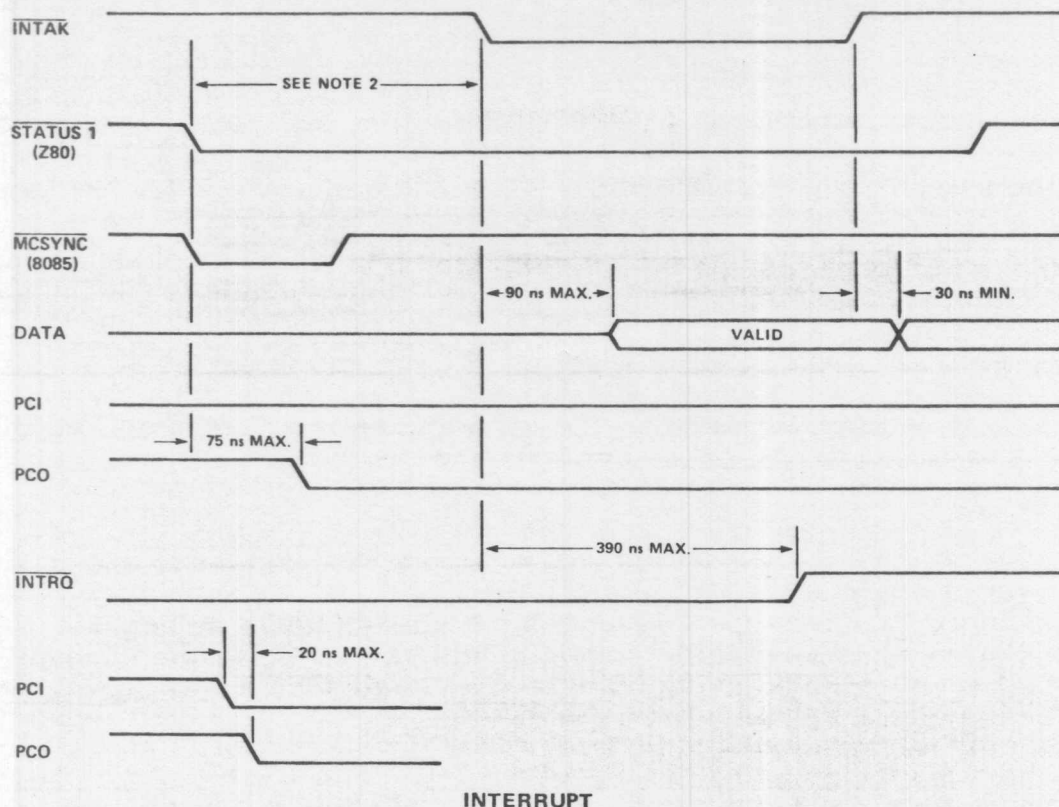 INTAK
SEE NOTE 2
STATUS 1
(Z80)
MCSYNC
(8085)
90 ns MAX.
30 ns MIN.
DATA
VALID
PCI
75 ns MAX.
PCO
390 ns MAX.
INTRQ
20 ns MAX.
PCI
PCO
INTERRUPT